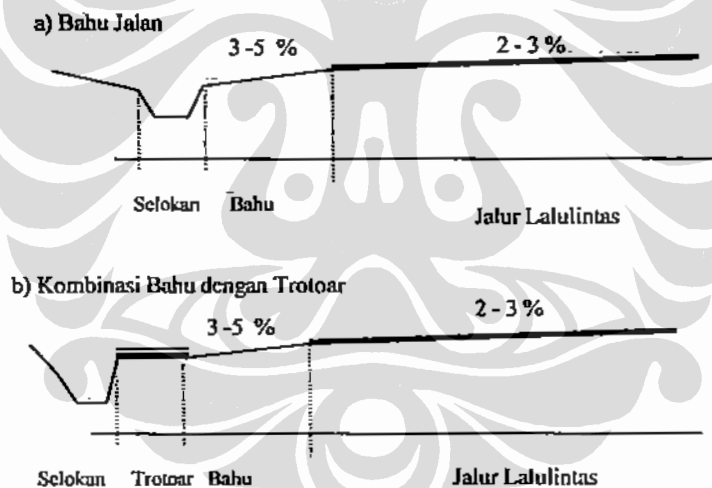 a) Bahu Jalan
3-5 % 2 - 3 %
Selokan Bahu Jalur Lalulintas
b) Kombinasi Bahu dengan Trotoar
3-5 % 2 - 3 %
Selokan Trotoar Bahu Jalur Lalulintas